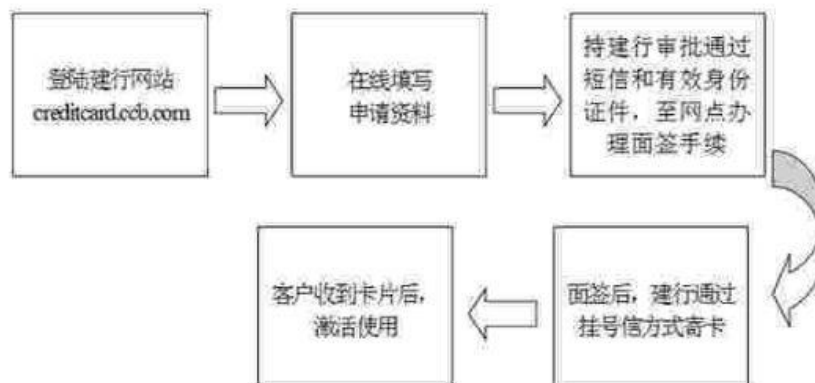 登陆建行网站
creditcard.ccb.com
在线填写
申请资料
持建行审批通过
短信和有效身份
证件，至网点办
理面签手续
面签后，建行通过
挂号信方式寄卡
客户收到卡片后，
激活使用